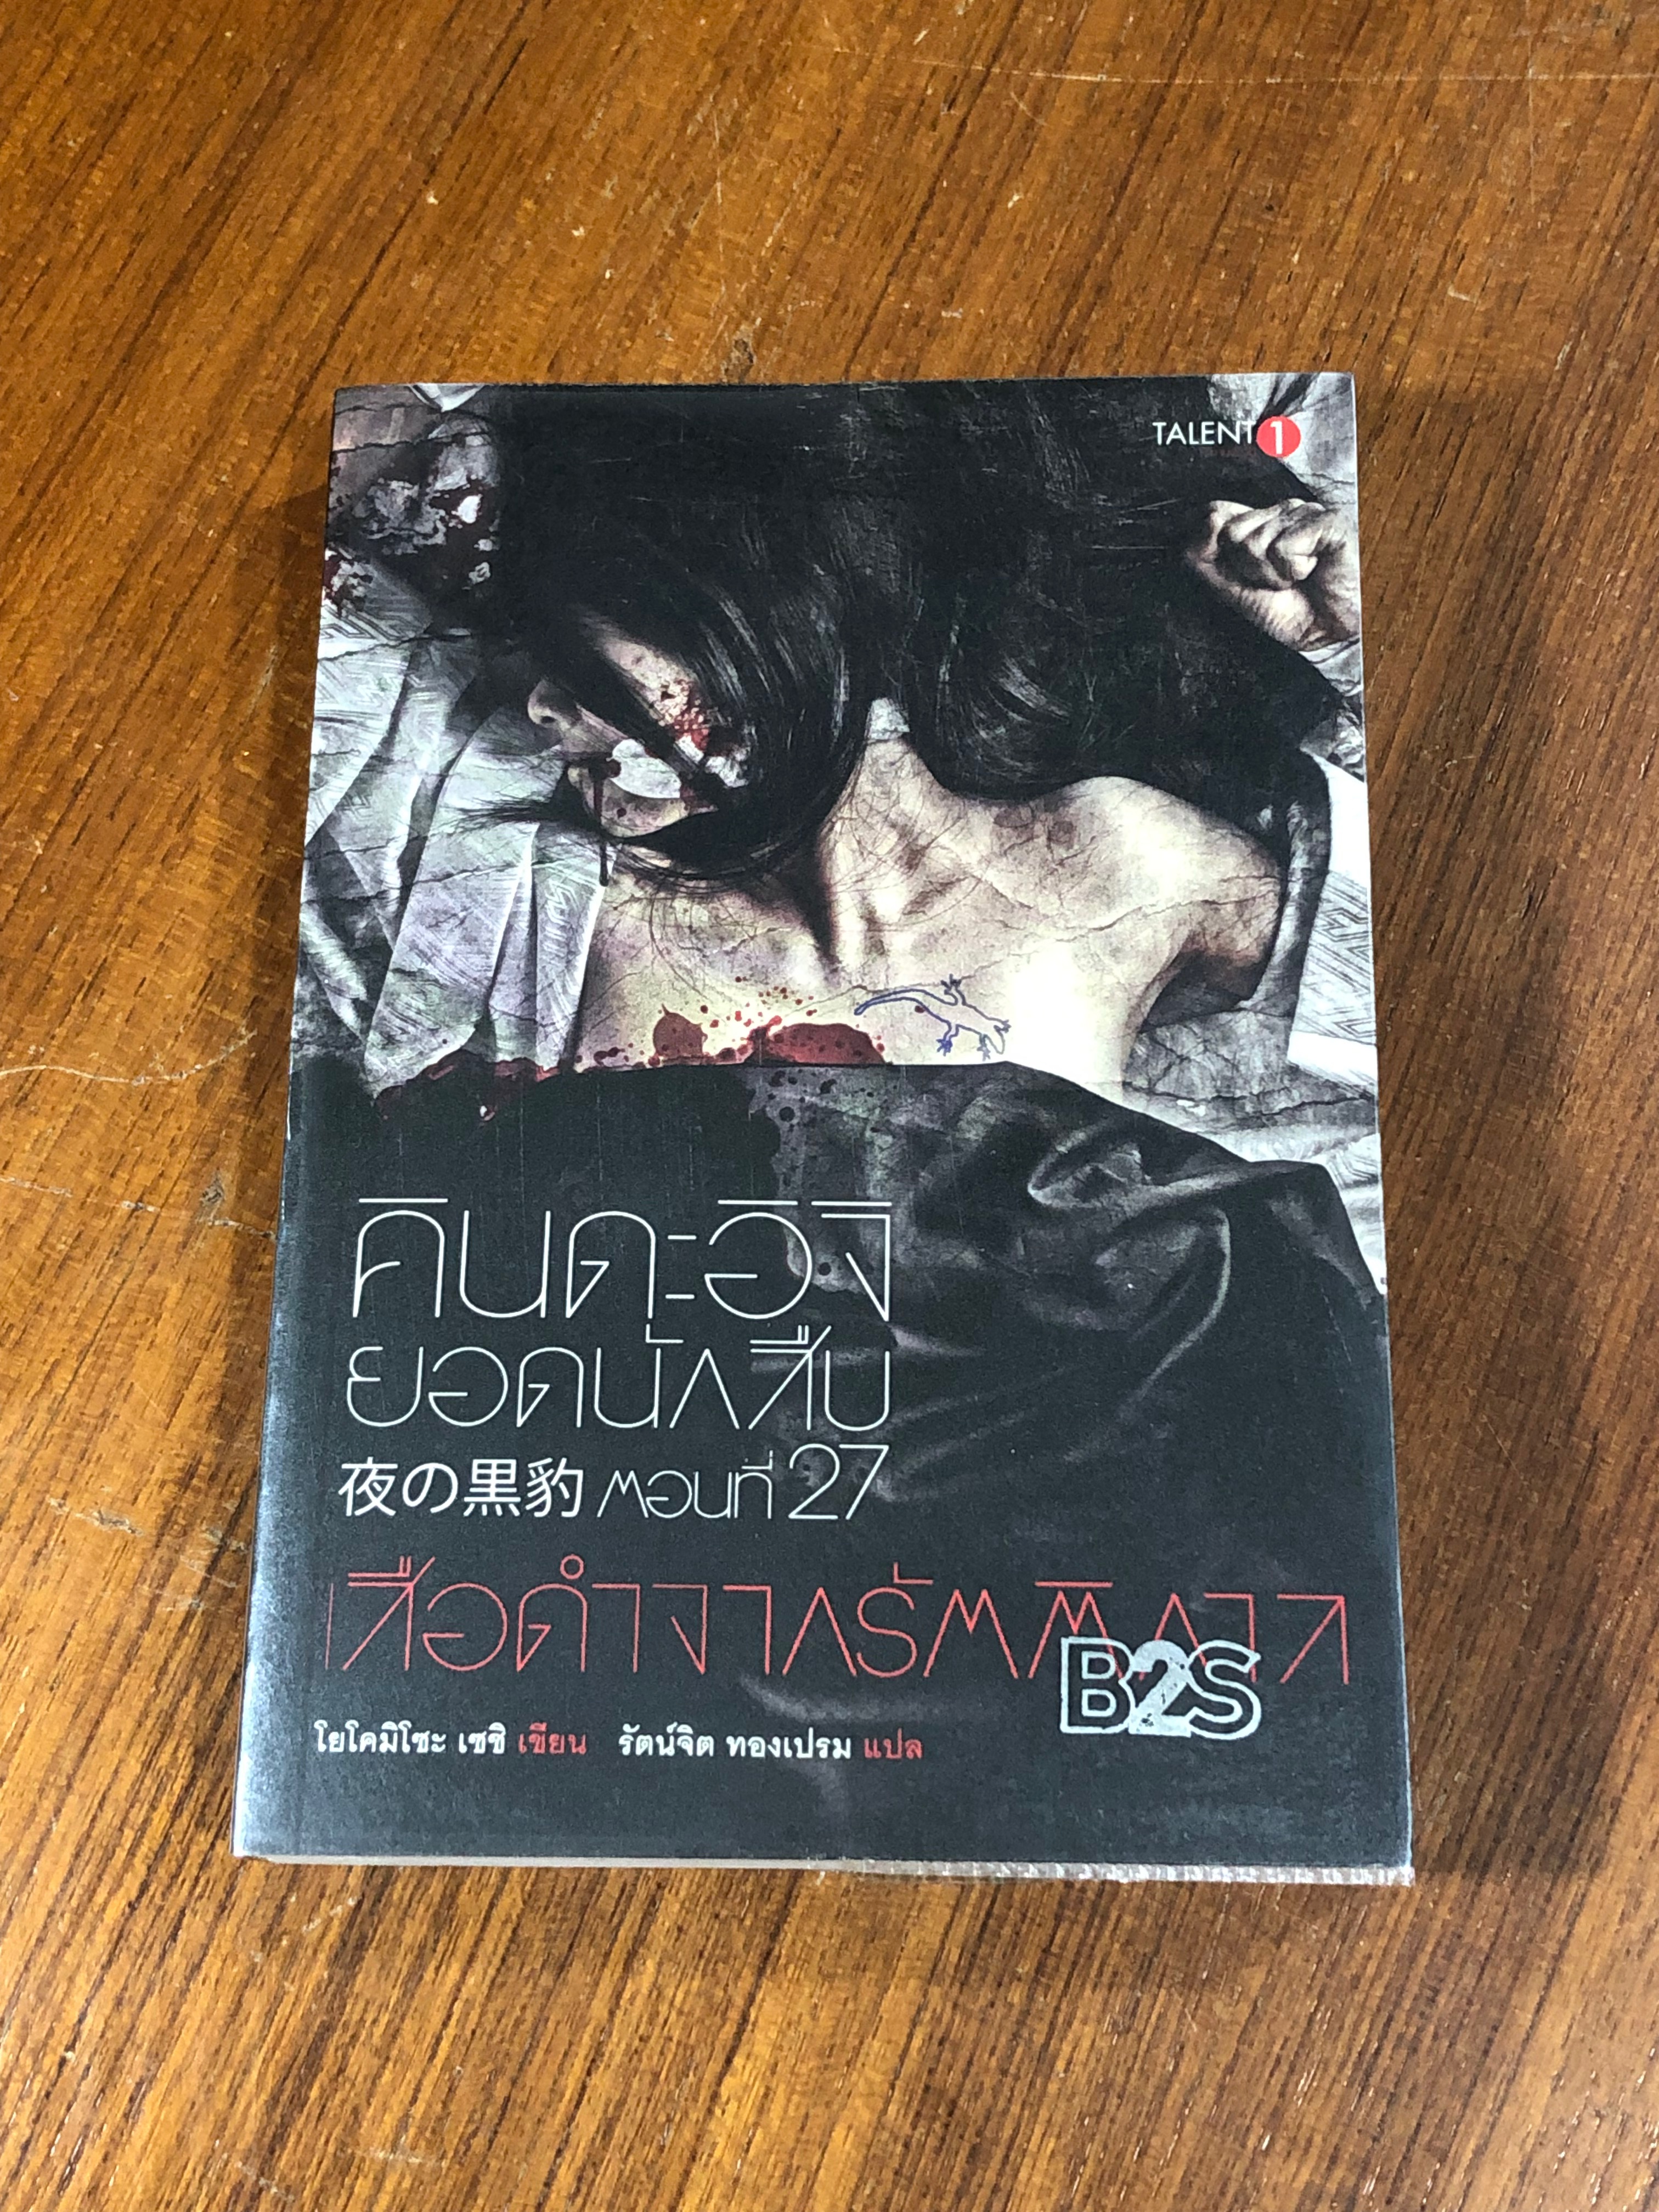 TALENT 1
คินดะอิจิ
ยอดนักสืบ
夜の黒豹 ตอนที่ 27
เสือดำจากรัตติกาล
B2S
โยโคมิโซะ เซชิ เขียน รัตน์จิต ทองเปรม แปล